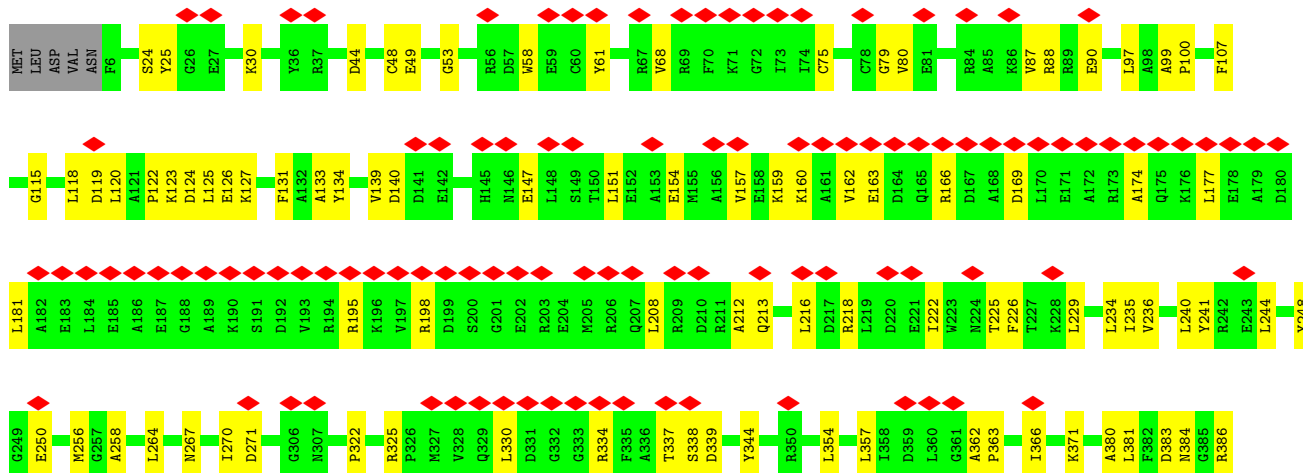 MET LEU ASP VAL ASN F6 S24 Y25 G26 E27 K30 Y36 R37 D44 C48 E49 G53 R56 D57 W58 E59 C60 Y61 R67 V68 R69 F70 K71 G72 I73 I74 C75 C78 G79 V80 E81 R84 A85 K86 V87 R88 R89 E90 L97 A98 A99 P100 F107
G115 L118 D119 L120 A121 P122 K123 D124 L125 E126 K127 F131 A132 A133 Y134 V139 D140 D141 E142 H145 N146 E147 L148 S149 T150 L151 E152 A153 E154 M155 A156 V157 E158 K159 K160 A161 V162 E163 D164 Q165 R166 D167 A168 D169 L170 E171 A172 R173 A174 Q175 K176 L177 E178 A179 D180
L181 A182 E183 L184 E185 A186 E187 G188 A189 K190 S191 D192 V193 R194 R195 K196 V197 R198 D199 S200 G201 E202 R203 E204 M205 R206 Q207 L208 R209 D210 R211 A212 Q213 L216 D217 R218 L219 D220 E221 I222 W223 N224 T225 F226 T227 K228 L229 L234 I235 V236 L240 Y241 R242 E243 L244 Y248
G249 E250 M256 G257 A258 L264 N267 I270 D271 G306 N307 P322 R325 P326 M327 V328 Q329 L330 D331 G332 G333 R334 F335 A336 T337 S338 D339 Y344 R350 L354 L357 I358 D359 L360 G361 A362 P363 I366 K371 A380 L381 F382 D383 N384 G385 R386